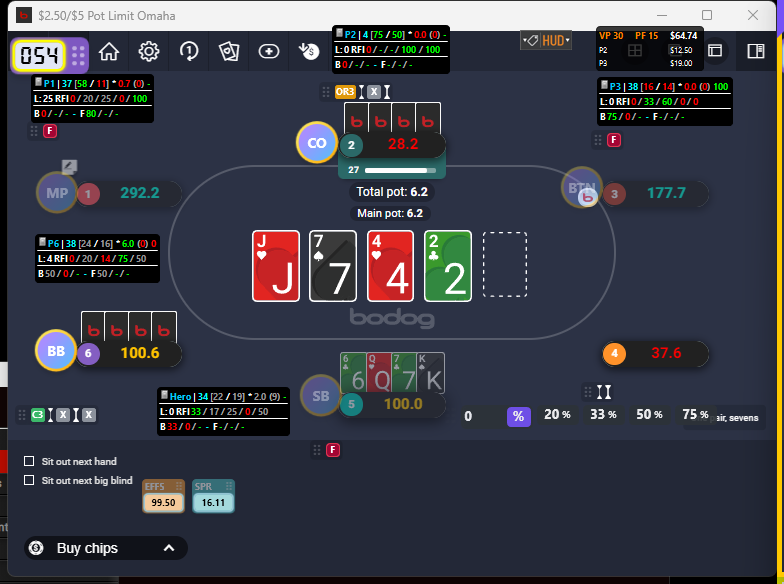 $2.50/$5 Pot Limit Omaha
054
1
$
HUD
P2 | 4 [75 / 50] * 0.0 (0) -
L: 0 RFI 0 / - / - / 100 / 100
B 0 / - / - - F - / - / -
VP 30 PF 15 $64.74
P2 $12.50
P3 $19.00
P1 | 37 [58 / 11] * 0.7 (0) -
L: 25 RFI 0 / 20 / 25 / 0 / 100
B 0 / - / - - F 80 / - / -
F
OR3 X
P3 | 38 [16 / 14] * 0.0 (0) 100
L: 0 RFI 0 / 33 / 60 / 0 / 0
B 75 / 0 / - - F - / - / -
F
CO 2 28.2
27
MP 1 292.2
BTN b 3 177.7
Total pot: 6.2
Main pot: 6.2
P6 | 38 [24 / 16] * 6.0 (0) 0
L: 4 RFI 0 / 20 / 14 / 75 / 50
B 50 / 0 / - - F 50 / - / -
J J
7 7
4 4
2 2
bodog
BB 6 100.6
4 37.6
6 6
Q Q
7 7
K K
SB 5 100.0
C3 X X
Hero | 34 [22 / 19] * 2.0 (9) -
L: 0 RFI 33 / 17 / 25 / 0 / 50
B 33 / 0 / - - F - / - / -
0 % 20 % 33 % 50 % 75 % air, sevens
F
Sit out next hand
Sit out next big blind
EFFS 99.50
SPR 16.11
Buy chips